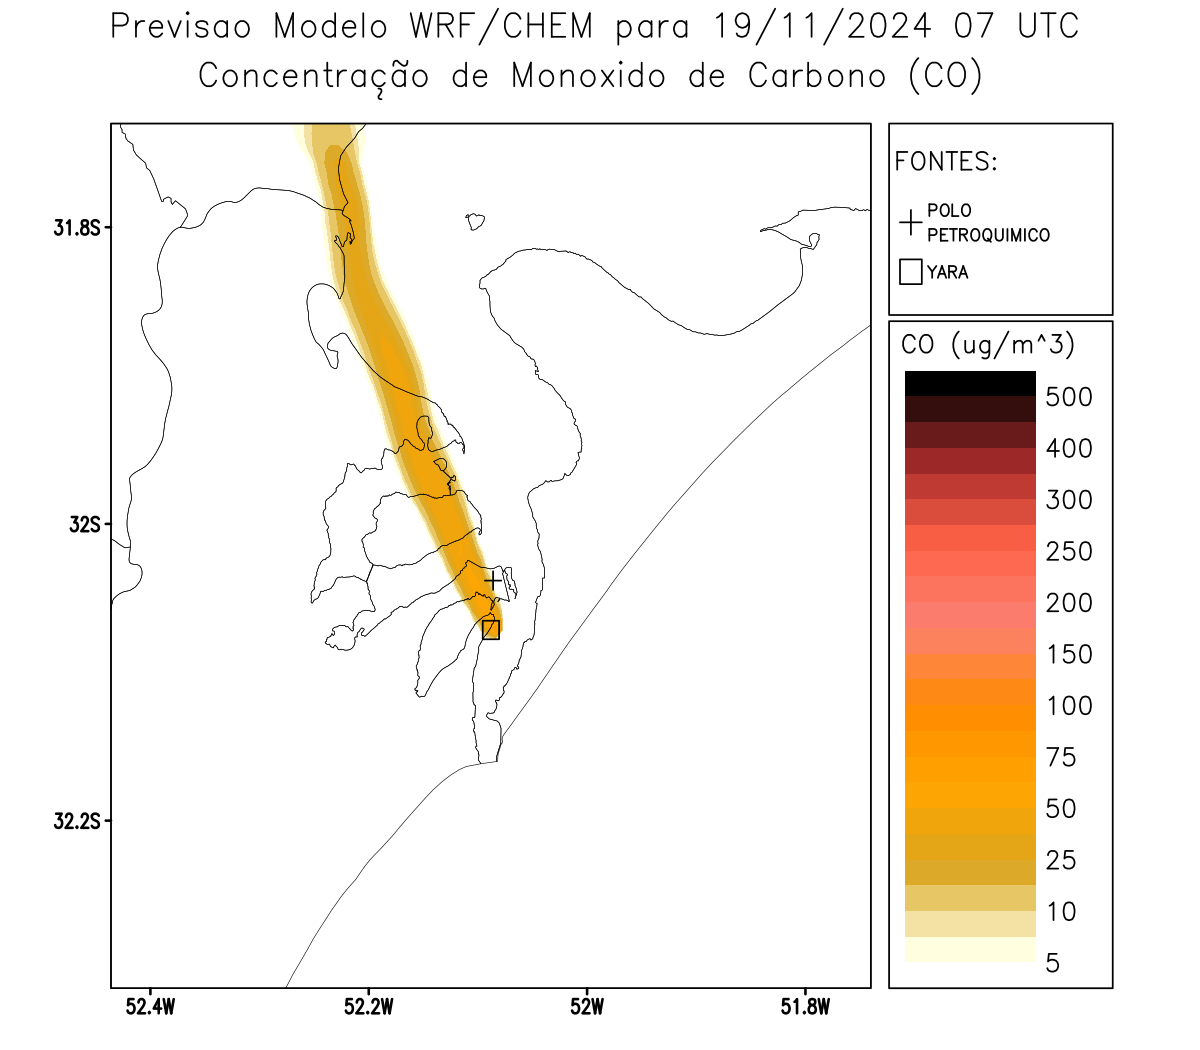 Previsao Modelo WRF/CHEM para 19/11/2024 07 UTC
Concentração de Monoxido de Carbono (CO)
FONTES:
POLO
PETROQUIMICO
YARA
CO (ug/m^3)
500
400
300
250
200
150
100
75
50
25
10
5
31.8S
32S
32.2S
52.4W
52.2W
52W
51.8W